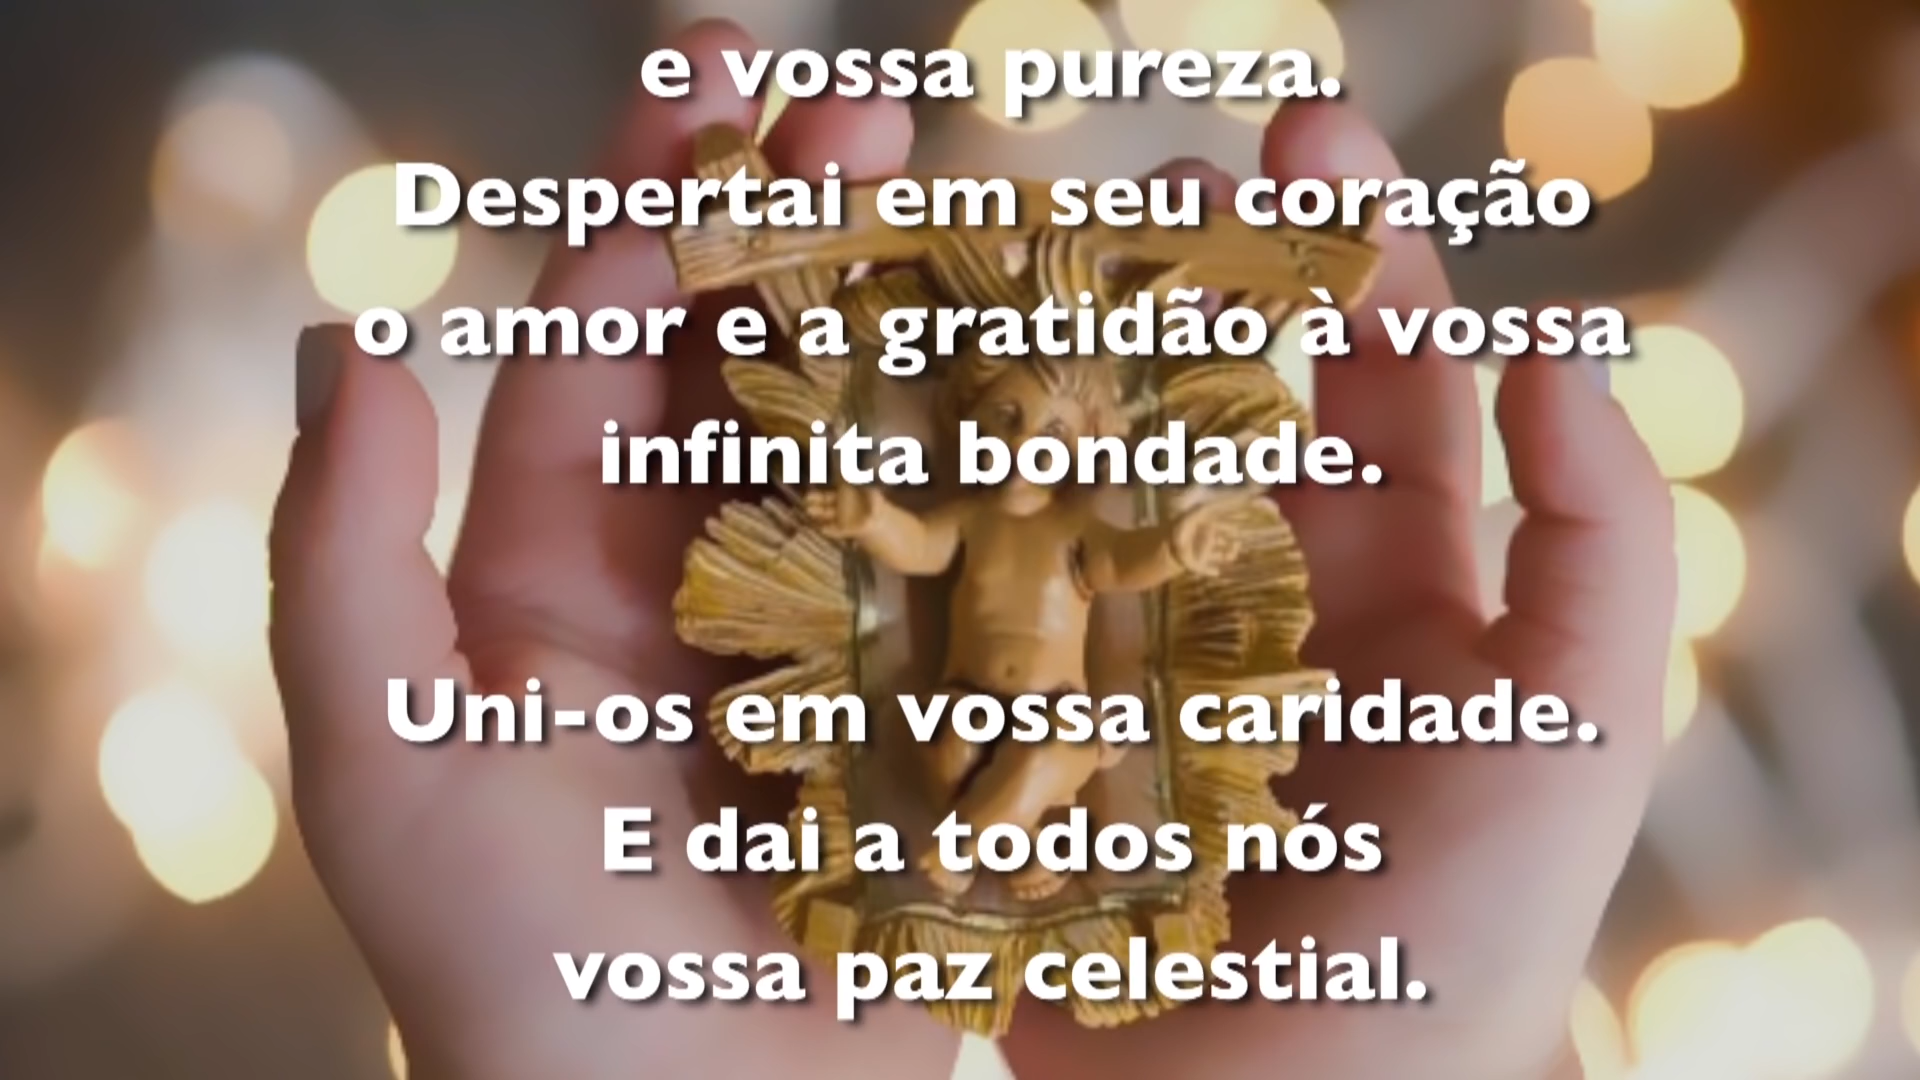 e vossa pureza.
Despertai em seu coração
o amor e a gratidão à vossa
infinita bondade.
Uni-os em vossa caridade.
E dai a todos nós
vossa paz celestial.